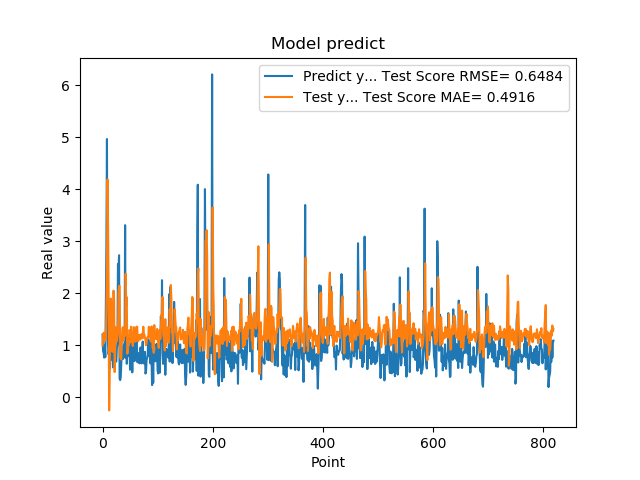 Model predict
Predict y... Test Score RMSE= 0.6484
Test y... Test Score MAE= 0.4916
6
5
4
3
2
1
0
Real value
0 200 400 600 800
Point